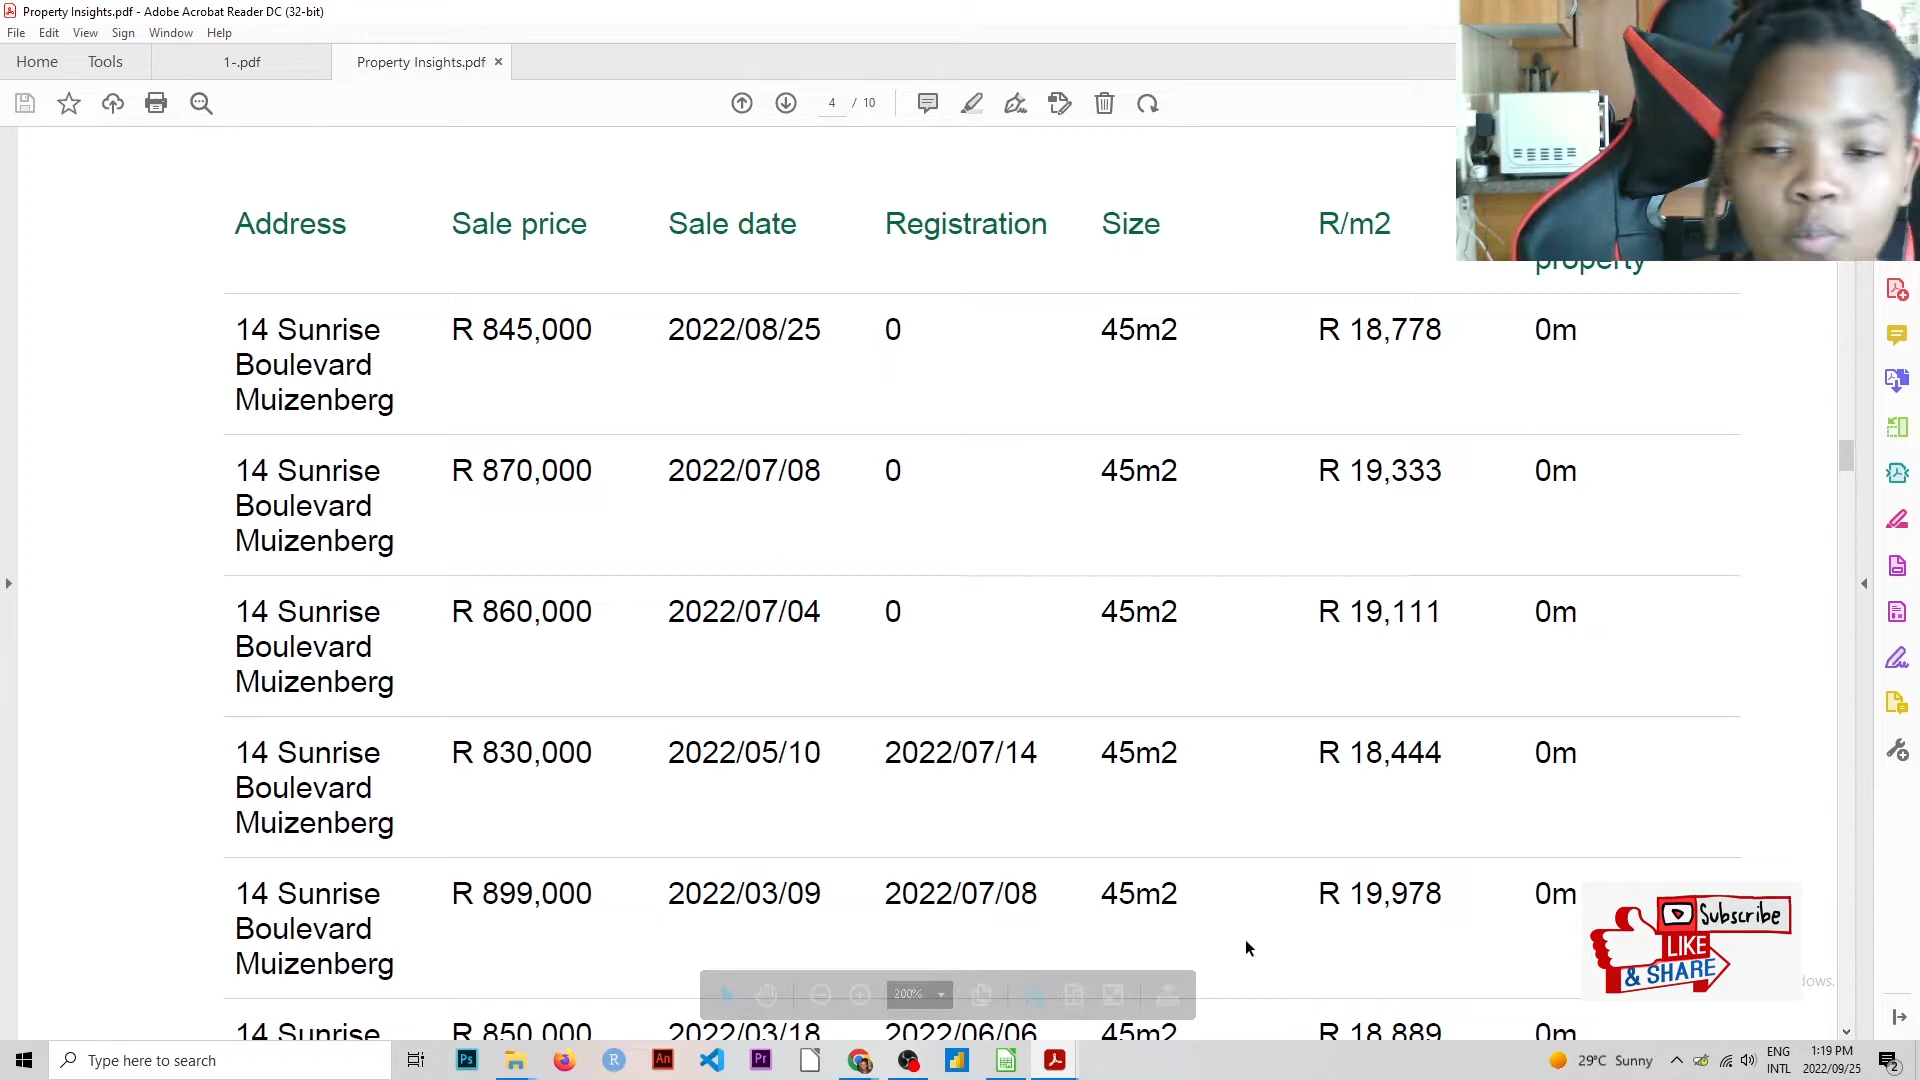 Property Insights.pdf - Adobe Acrobat Reader DC (32-bit)
File Edit View Sign Window Help
Home Tools 1-.pdf Property Insights.pdf ×
4 / 10
Address Sale price Sale date Registration Size R/m2
property
14 Sunrise R 845,000 2022/08/25 0 45m2 R 18,778 0m
Boulevard
Muizenberg
14 Sunrise R 870,000 2022/07/08 0 45m2 R 19,333 0m
Boulevard
Muizenberg
14 Sunrise R 860,000 2022/07/04 0 45m2 R 19,111 0m
Boulevard
Muizenberg
14 Sunrise R 830,000 2022/05/10 2022/07/14 45m2 R 18,444 0m
Boulevard
Muizenberg
14 Sunrise R 899,000 2022/03/09 2022/07/08 45m2 R 19,978 0m
Boulevard
Muizenberg
Subscribe
LIKE
& SHARE
dows.
200%
14 Sunrise R 850,000 2022/03/18 2022/06/06 45m2 R 18,889 0m
Type here to search
Ps R An Pr
29°C Sunny
ENG
INTL
1:19 PM
2022/09/25
2